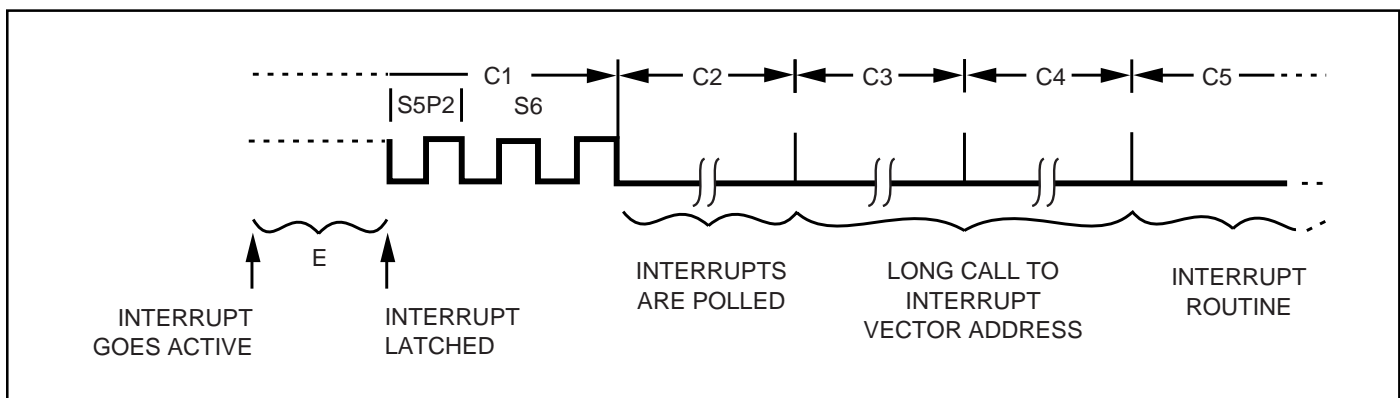 C1
C2
C3
C4
C5
S5P2
S6
E
INTERRUPT
GOES ACTIVE
INTERRUPT
LATCHED
INTERRUPTS
ARE POLLED
LONG CALL TO
INTERRUPT
VECTOR ADDRESS
INTERRUPT
ROUTINE